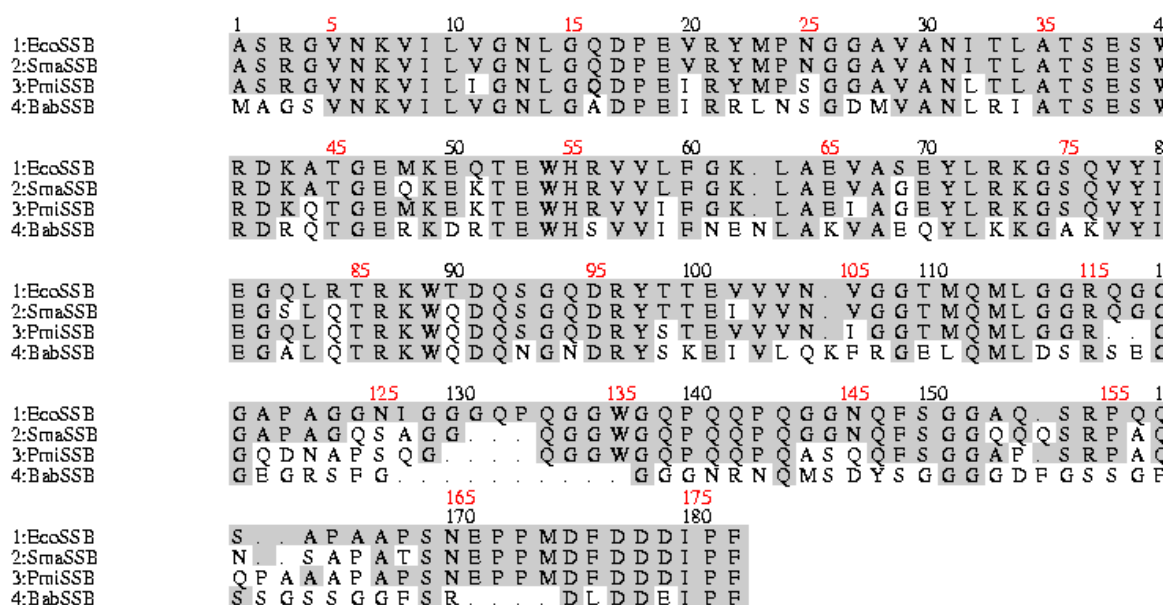 1 5 10 15 20 25 30 35
1:EcoSSB A S R G V N K V I L V G N L G Q D P E V R Y M P N G G A V A N I T L A T S E S
2:SmaSSB A S R G V N K V I L V G N L G Q D P E V R Y M P N G G A V A N I T L A T S E S
3:PmiSSB A S R G V N K V I L I G N L G Q D P E I R Y M P S G G A V A N L T L A T S E S
4:BabSSB M A G S V N K V I L V G N L G A D P E I R R L N S G D M V A N L R I A T S E S
45 50 55 60 65 70 75
1:EcoSSB R D K A T G E M K E Q T E W H R V V L F G K . L A E V A S E Y L R K G S Q V Y I
2:SmaSSB R D K A T G E Q K E K T E W H R V V L F G K . L A E V A G E Y L R K G S Q V Y I
3:PmiSSB R D K Q T G E M K E K T E W H R V V I F G K . L A E I A G E Y L R K G S Q V Y I
4:BabSSB R D R Q T G E R K D R T E W H S V V I F N E N L A K V A E Q Y L K K G A K V Y I
85 90 95 100 105 110 115
1:EcoSSB E G Q L R T R K W T D Q S G Q D R Y T T E V V V N . V G G T M Q M L G G R Q G
2:SmaSSB E G S L Q T R K W Q D Q S G Q D R Y T T E I V V N . V G G T M Q M L G G R Q G
3:PmiSSB E G Q L Q T R K W Q D Q S G Q D R Y S T E V V V N . I G G T M Q M L G G R . .
4:BabSSB E G A L Q T R K W Q D Q N G N D R Y S K E I V L Q K F R G E L Q M L D S R S E
125 130 135 140 145 150 155
1:EcoSSB G A P A G G N I G G G Q P Q G G W G Q P Q Q P Q G G N Q F S G G A Q . S R P Q
2:SmaSSB G A P A G Q S A G G . . . Q G G W G Q P Q Q P Q G G N Q F S G G Q Q Q S R P A
3:PmiSSB G Q D N A P S Q G . . . . Q G G W G Q P Q Q P Q A S Q Q F S G G A P . S R P A
4:BabSSB G E G R S F G . . . . . . . . . . G G G N R N Q M S D Y S G G G G D F G S S G
165 175
170 180
1:EcoSSB S . . A P A A P S N E P P M D F D D D I P F
2:SmaSSB N . . S A P A T S N E P P M D F D D D I P F
3:PmiSSB Q P A A A P A P S N E P P M D F D D D I P F
4:BabSSB S S G S S G G F S R . . . . D L D D E I P F